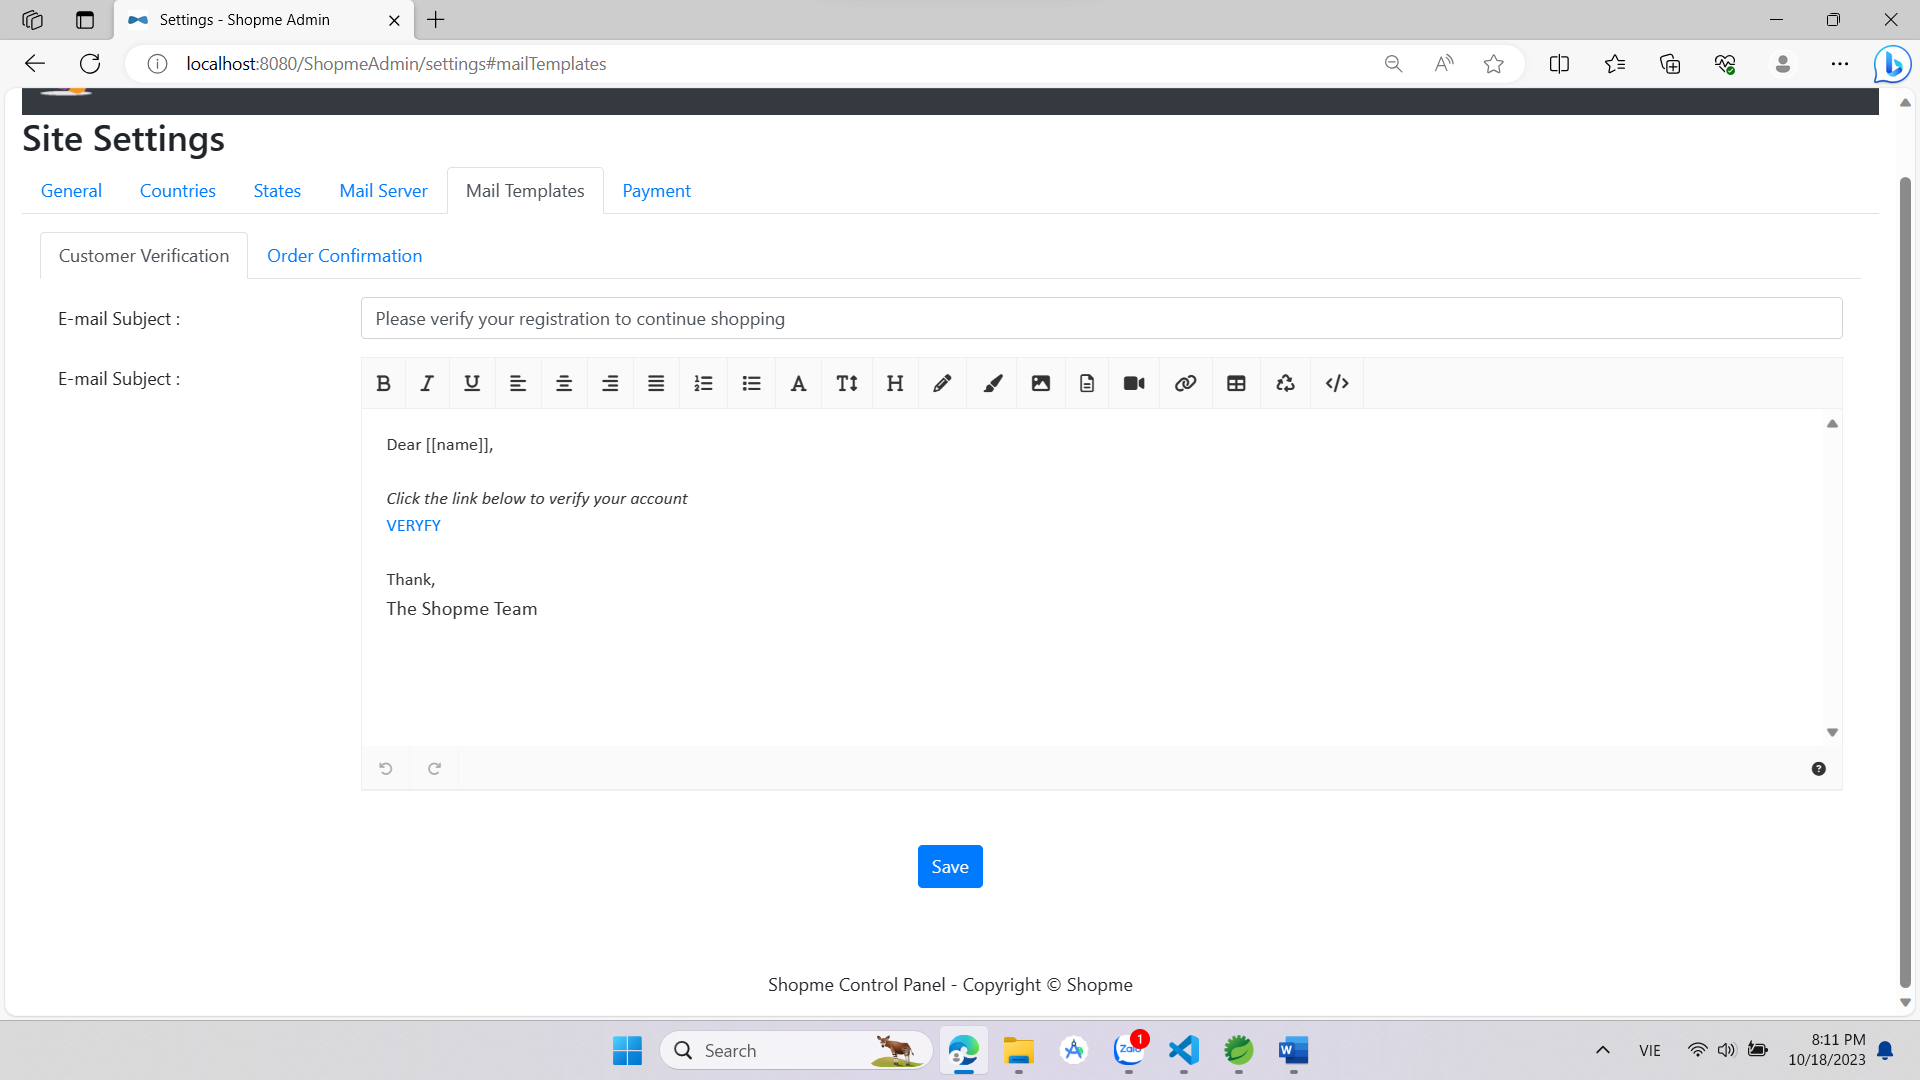 Settings - Shopme Admin
localhost:8080/ShopmeAdmin/settings#mailTemplates
Site Settings
General Countries States Mail Server Mail Templates Payment
Customer Verification Order Confirmation
E-mail Subject : Please verify your registration to continue shopping
E-mail Subject :
Dear [[name]],
Click the link below to verify your account
VERYFY
Thank,
The Shopme Team
Save
Shopme Control Panel - Copyright © Shopme
Search
Zalo
1
VIE
8:11 PM
10/18/2023